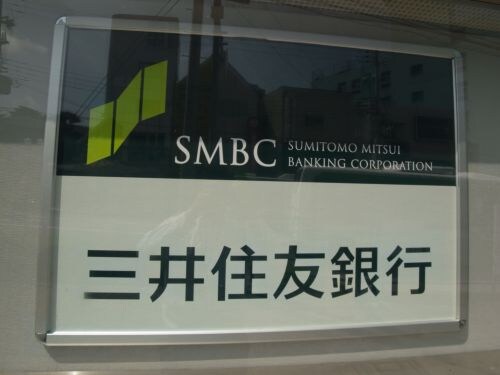 SMBC SUMITOMO MITSUI
BANKING CORPORATION
三井住友銀行